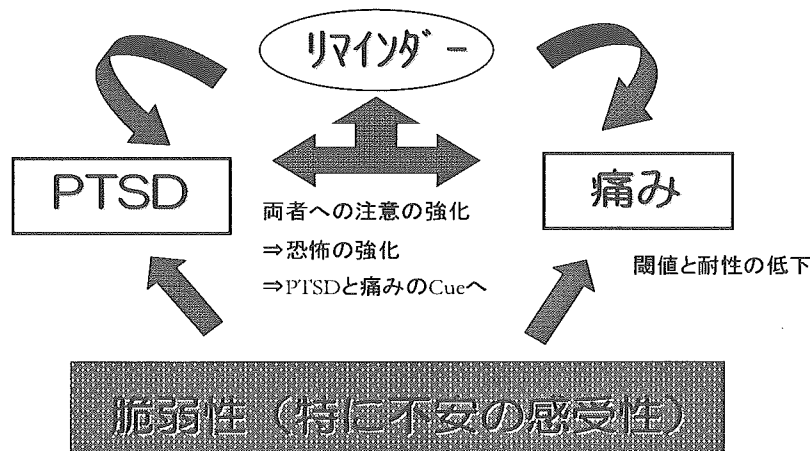 リマインダー
PTSD
痛み
両者への注意の強化
⇒恐怖の強化
⇒PTSDと痛みのCueへ
閾値と耐性の低下
脆弱性（特に不安の感受性）